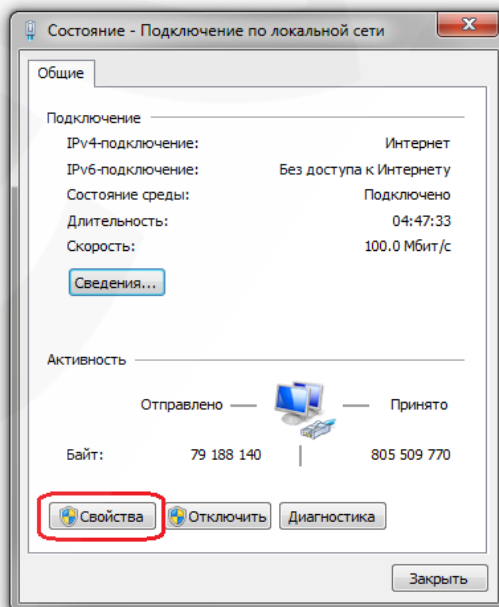 Состояние - Подключение по локальной сети
Общие
Подключение
IPv4-подключение: Интернет
IPv6-подключение: Без доступа к Интернету
Состояние среды: Подключено
Длительность: 04:47:33
Скорость: 100.0 Мбит/с
Сведения...
Активность
Отправлено — — Принято
Байт: 79 188 140 | 805 509 770
Свойства Отключить Диагностика
Закрыть